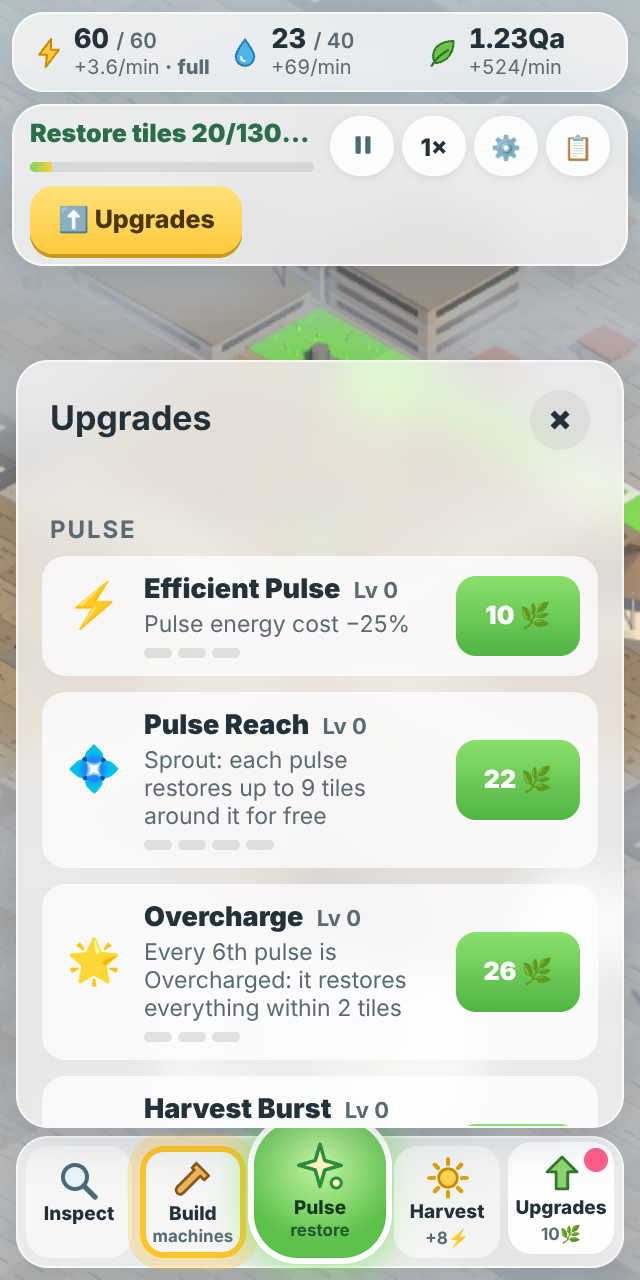 60 / 60
+3.6/min · full
23 / 40
+69/min
1.23Qa
+524/min
Restore tiles 20/130...
1×
Upgrades
Upgrades
PULSE
Efficient Pulse Lv 0
Pulse energy cost −25%
10
Pulse Reach Lv 0
Sprout: each pulse
restores up to 9 tiles
around it for free
22
Overcharge Lv 0
Every 6th pulse is
Overcharged: it restores
everything within 2 tiles
26
Harvest Burst Lv 0
Inspect
Build
machines
Pulse
restore
Harvest
+8
Upgrades
10